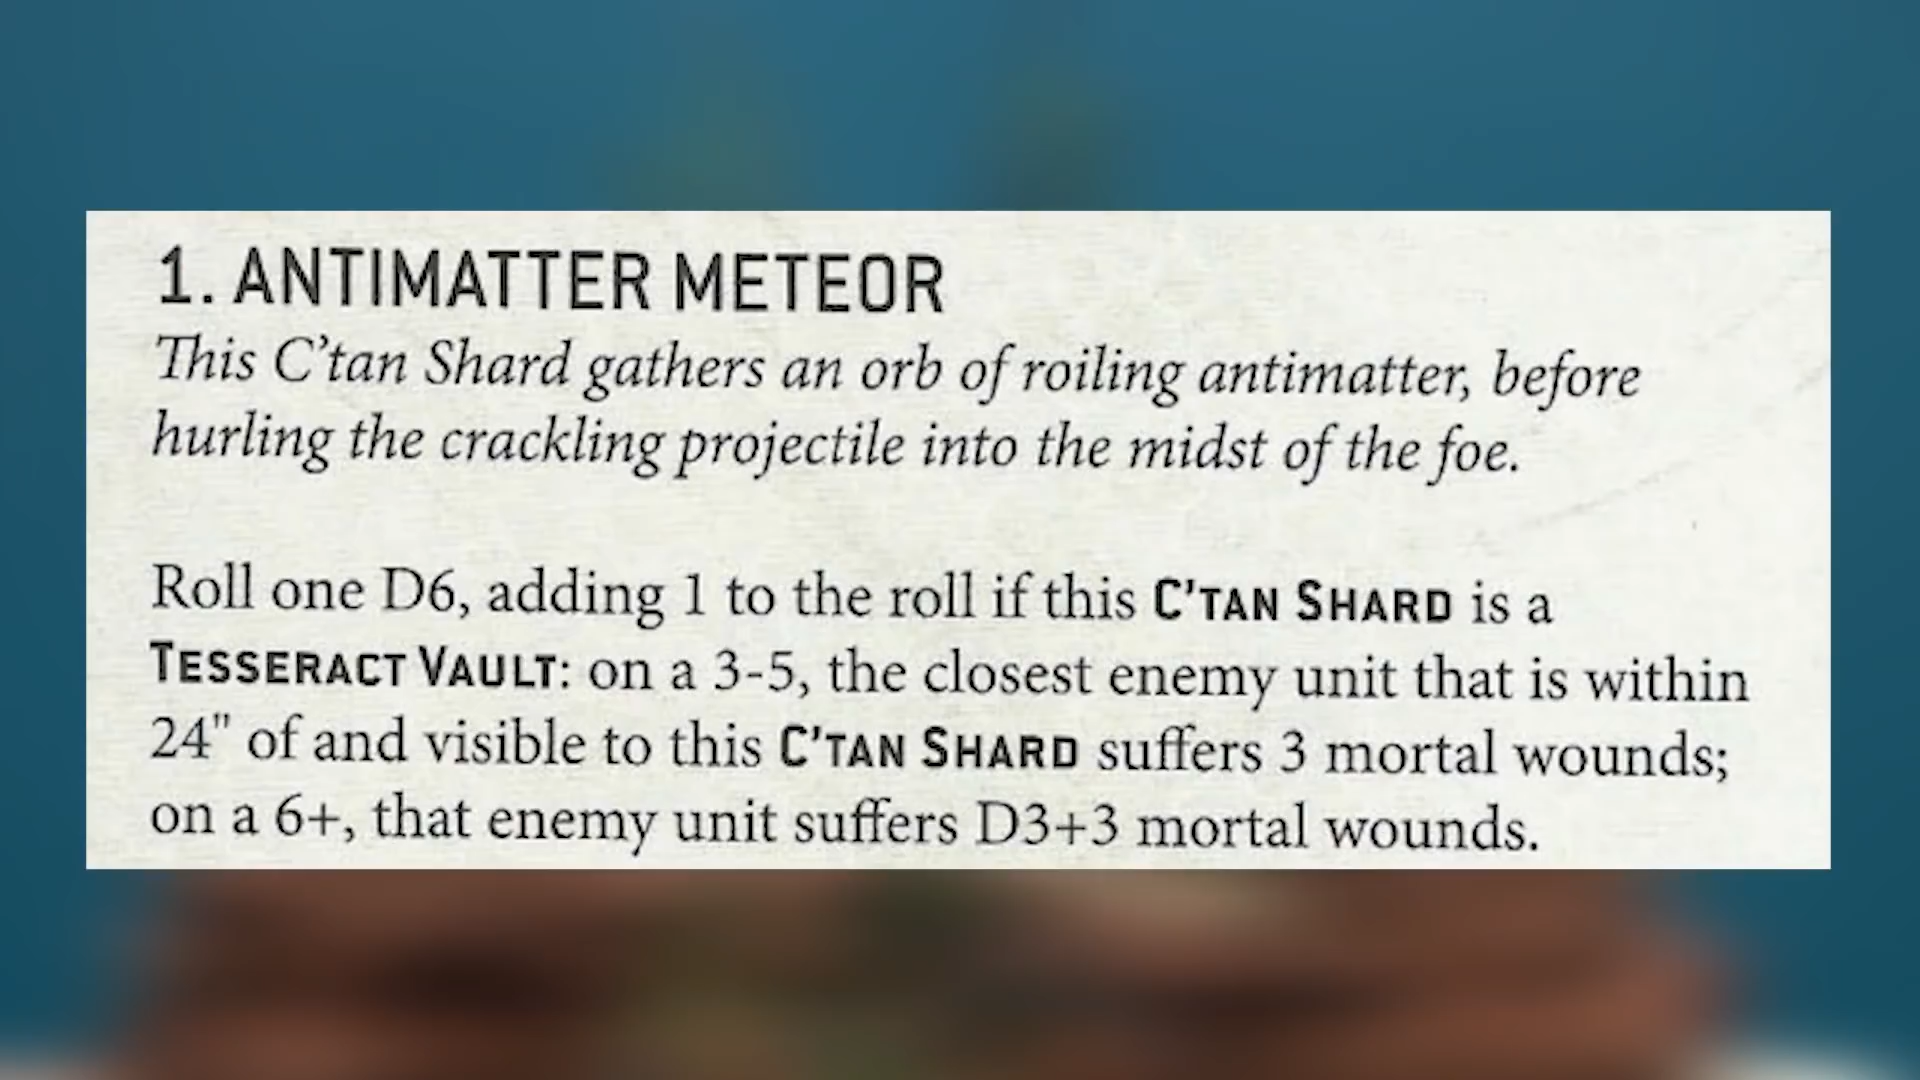 1. ANTIMATTER METEOR
This C’tan Shard gathers an orb of roiling antimatter, before
hurling the crackling projectile into the midst of the foe.
Roll one D6, adding 1 to the roll if this C’TAN SHARD is a
TESSERACT VAULT: on a 3-5, the closest enemy unit that is within
24" of and visible to this C’TAN SHARD suffers 3 mortal wounds;
on a 6+, that enemy unit suffers D3+3 mortal wounds.